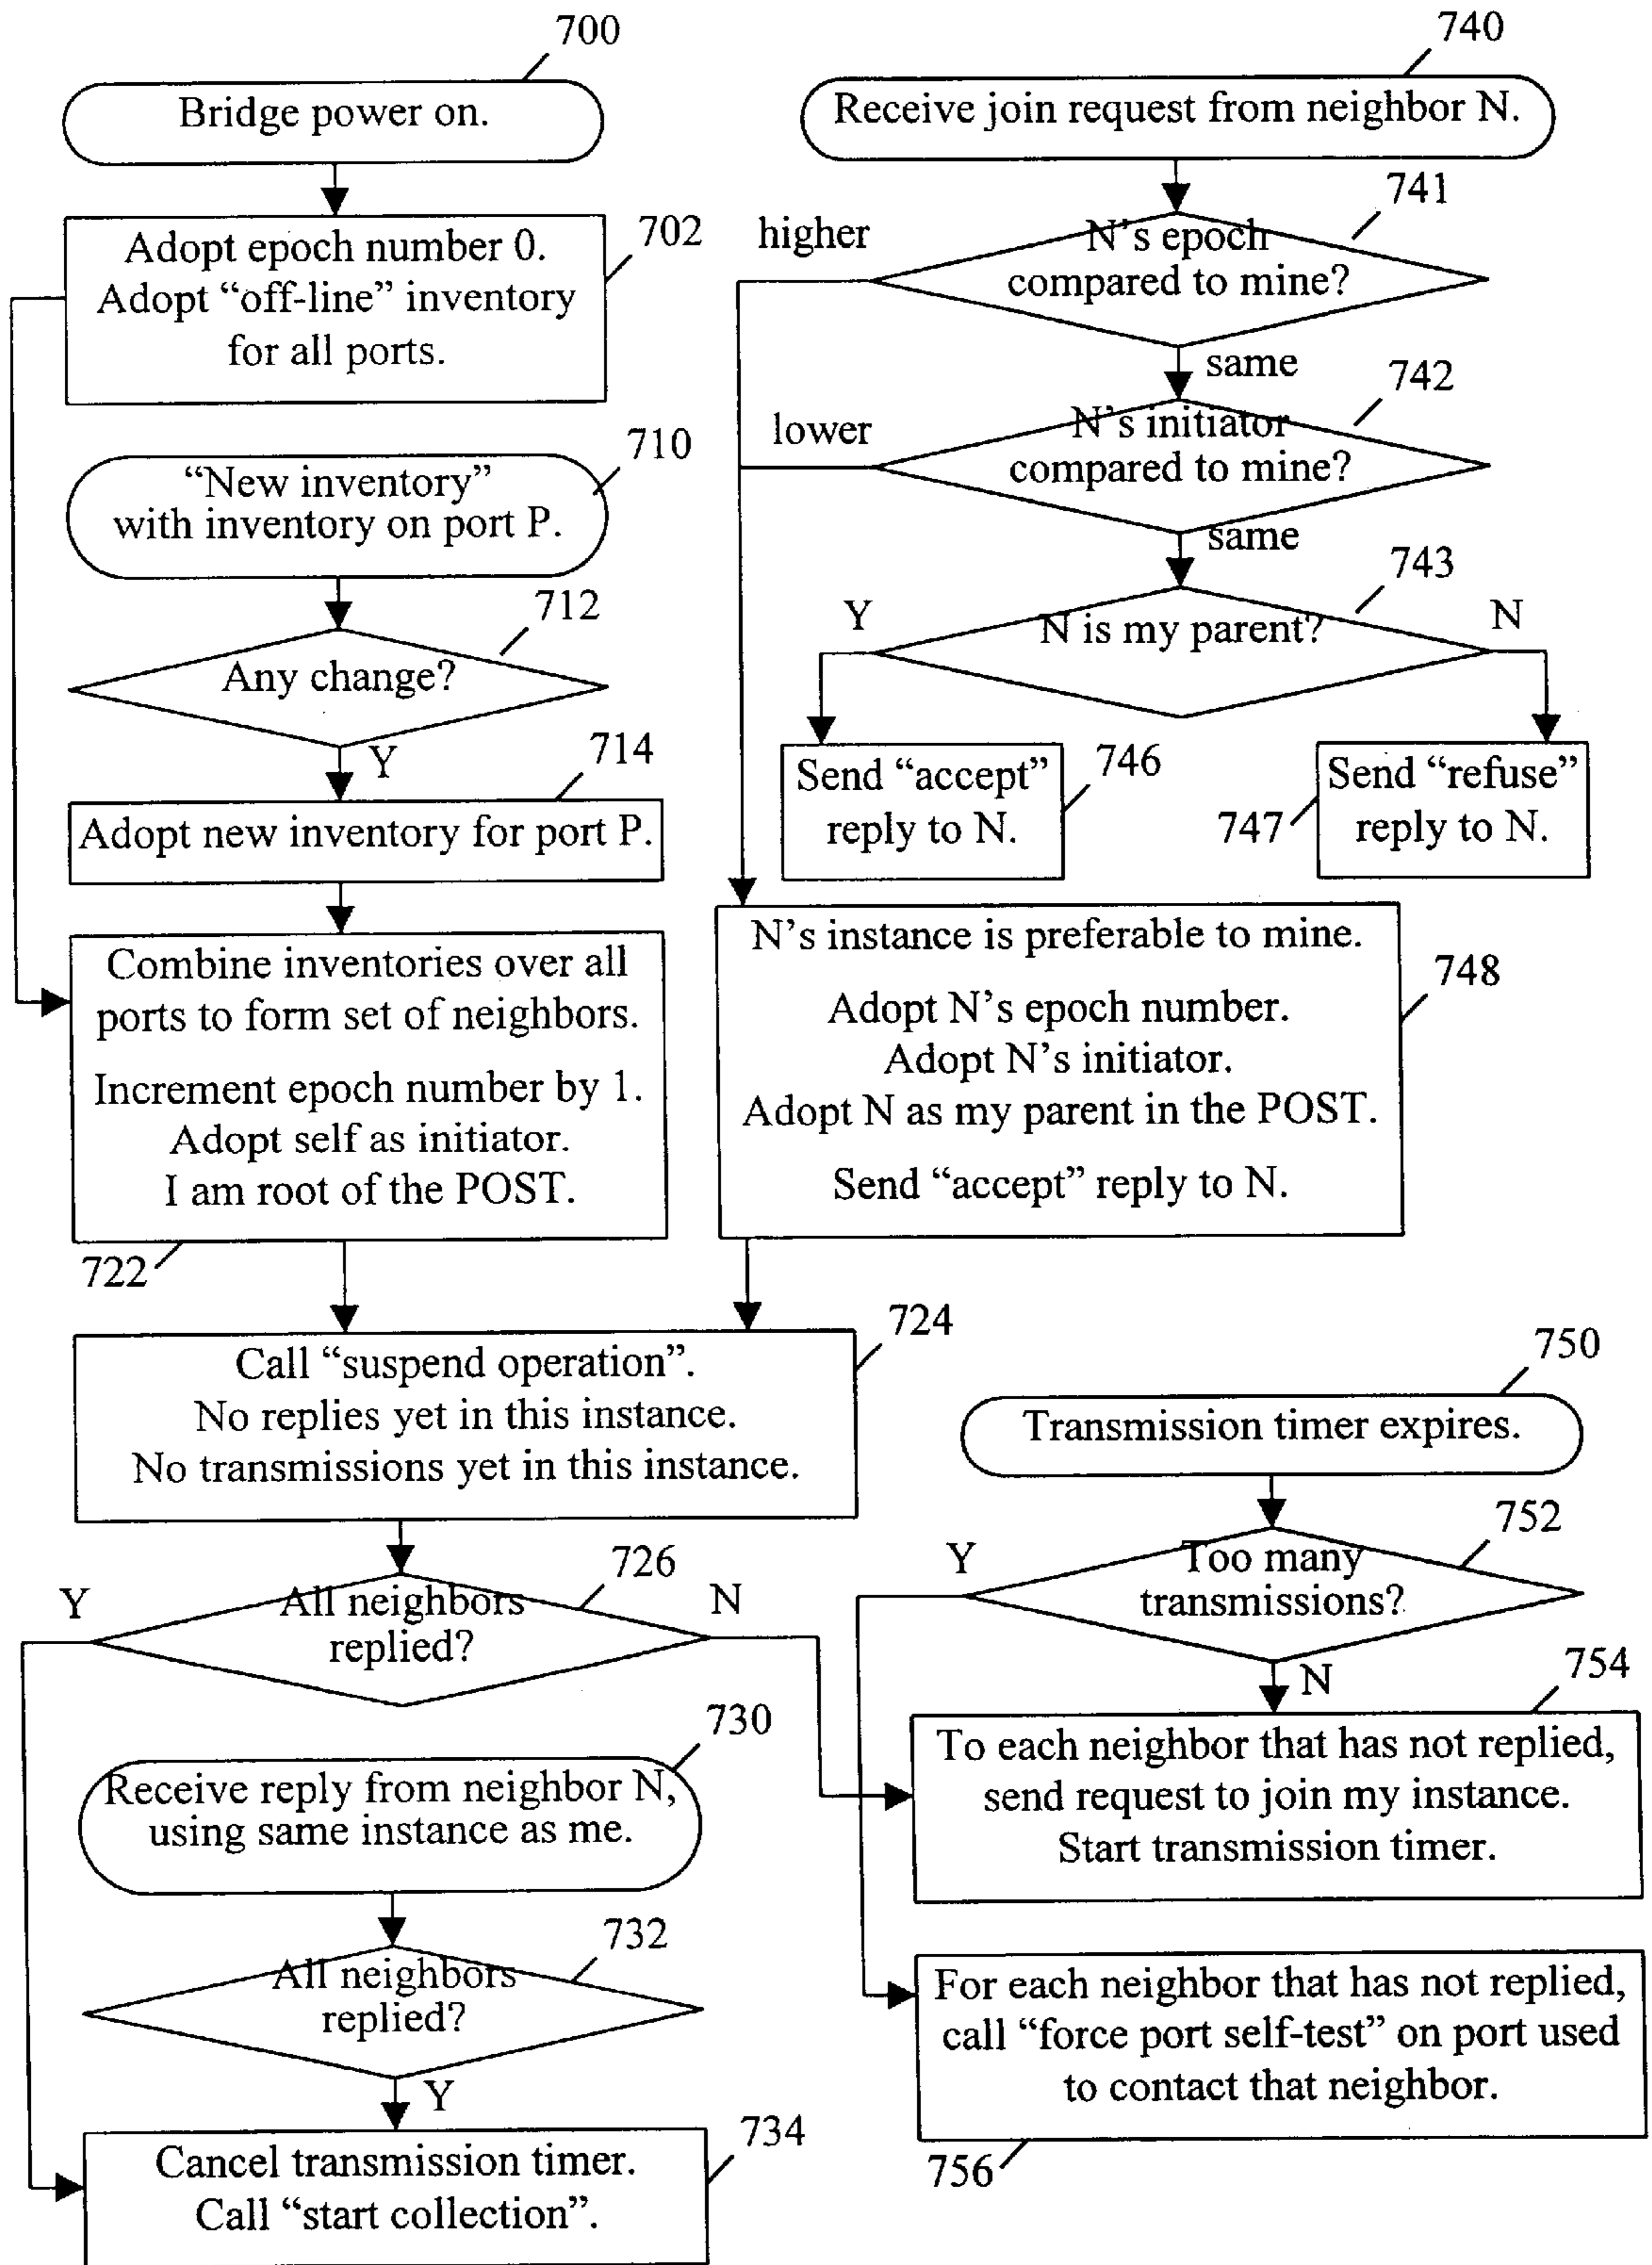 700
Bridge power on.
702
Adopt epoch number 0.
Adopt “off-line” inventory
for all ports.
710
“New inventory”
with inventory on port P.
712
Any change?
Y
714
Adopt new inventory for port P.
Combine inventories over all
ports to form set of neighbors.
Increment epoch number by 1.
Adopt self as initiator.
I am root of the POST.
722
724
Call “suspend operation”.
No replies yet in this instance.
No transmissions yet in this instance.
726
Y
All neighbors
replied?
N
730
Receive reply from neighbor N,
using same instance as me.
732
All neighbors
replied?
Y
734
Cancel transmission timer.
Call “start collection”.
740
Receive join request from neighbor N.
741
higher
N’s epoch
compared to mine?
same
742
lower
N’s initiator
compared to mine?
same
743
Y
N is my parent?
N
Send “accept”
reply to N.
746
Send “refuse”
reply to N.
747
N’s instance is preferable to mine.
748
Adopt N’s epoch number.
Adopt N’s initiator.
Adopt N as my parent in the POST.
Send “accept” reply to N.
750
Transmission timer expires.
752
Y
Too many
transmissions?
N
754
To each neighbor that has not replied,
send request to join my instance.
Start transmission timer.
For each neighbor that has not replied,
call “force port self-test” on port used
to contact that neighbor.
756